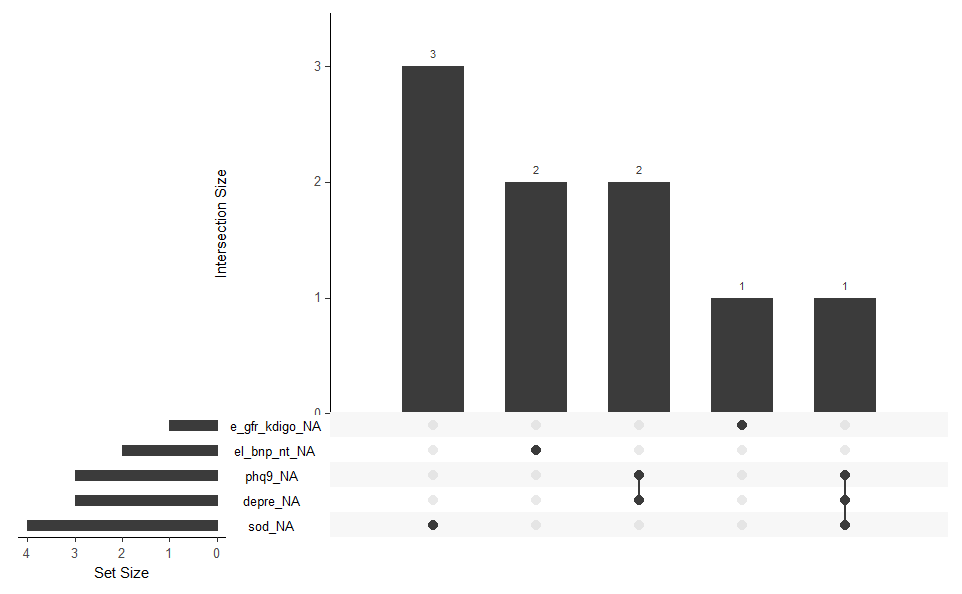 3
3
2
2
2
Intersection Size
1
1
1
0
e_gfr_kdigo_NA
el_bnp_nt_NA
phq9_NA
depre_NA
sod_NA
4 3 2 1 0
Set Size